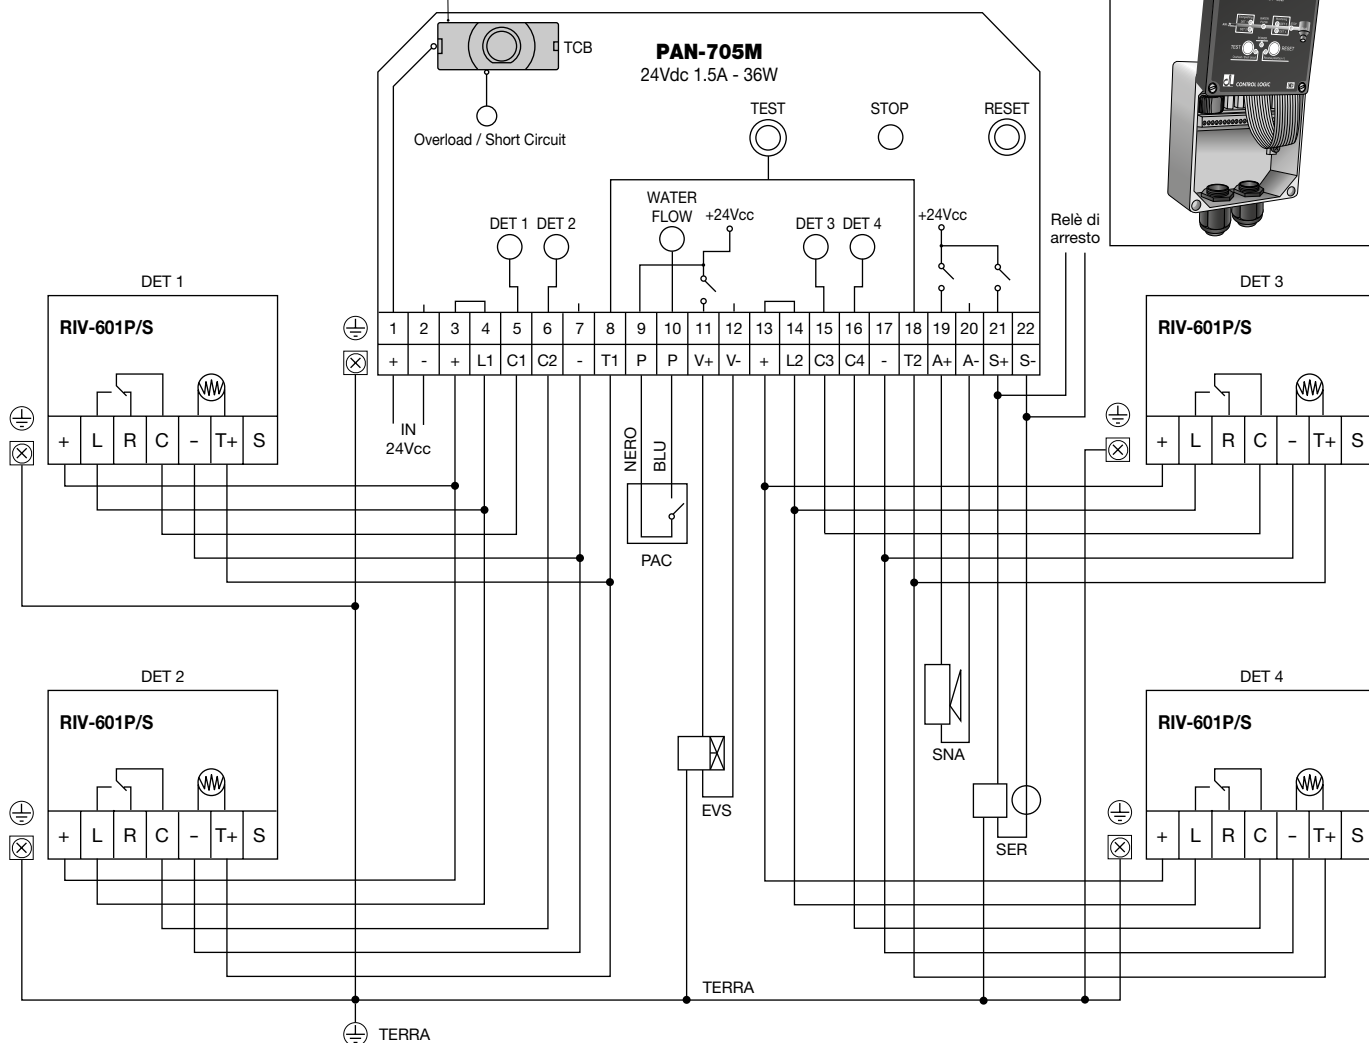 TCB
PAN-705M
24Vdc 1.5A - 36W
Overload / Short Circuit
TEST
STOP
RESET
WATER
FLOW
+24Vcc
DET 1
DET 2
DET 3
DET 4
+24Vcc
Relè di
arresto
TEST
RESET
CONTROL LOGIC
DET 1
RIV-601P/S
+ L R C - T+ S
1 2 3 4 5 6 7 8 9 10 11 12 13 14 15 16 17 18 19 20 21 22
+ - + L1 C1 C2 - T1 P P V+ V- + L2 C3 C4 - T2 A+ A- S+ S-
IN
24Vcc
NERO
BLU
PAC
DET 3
RIV-601P/S
+ L R C - T+ S
DET 2
RIV-601P/S
+ L R C - T+ S
EVS
SNA
SER
DET 4
RIV-601P/S
+ L R C - T+ S
TERRA
TERRA